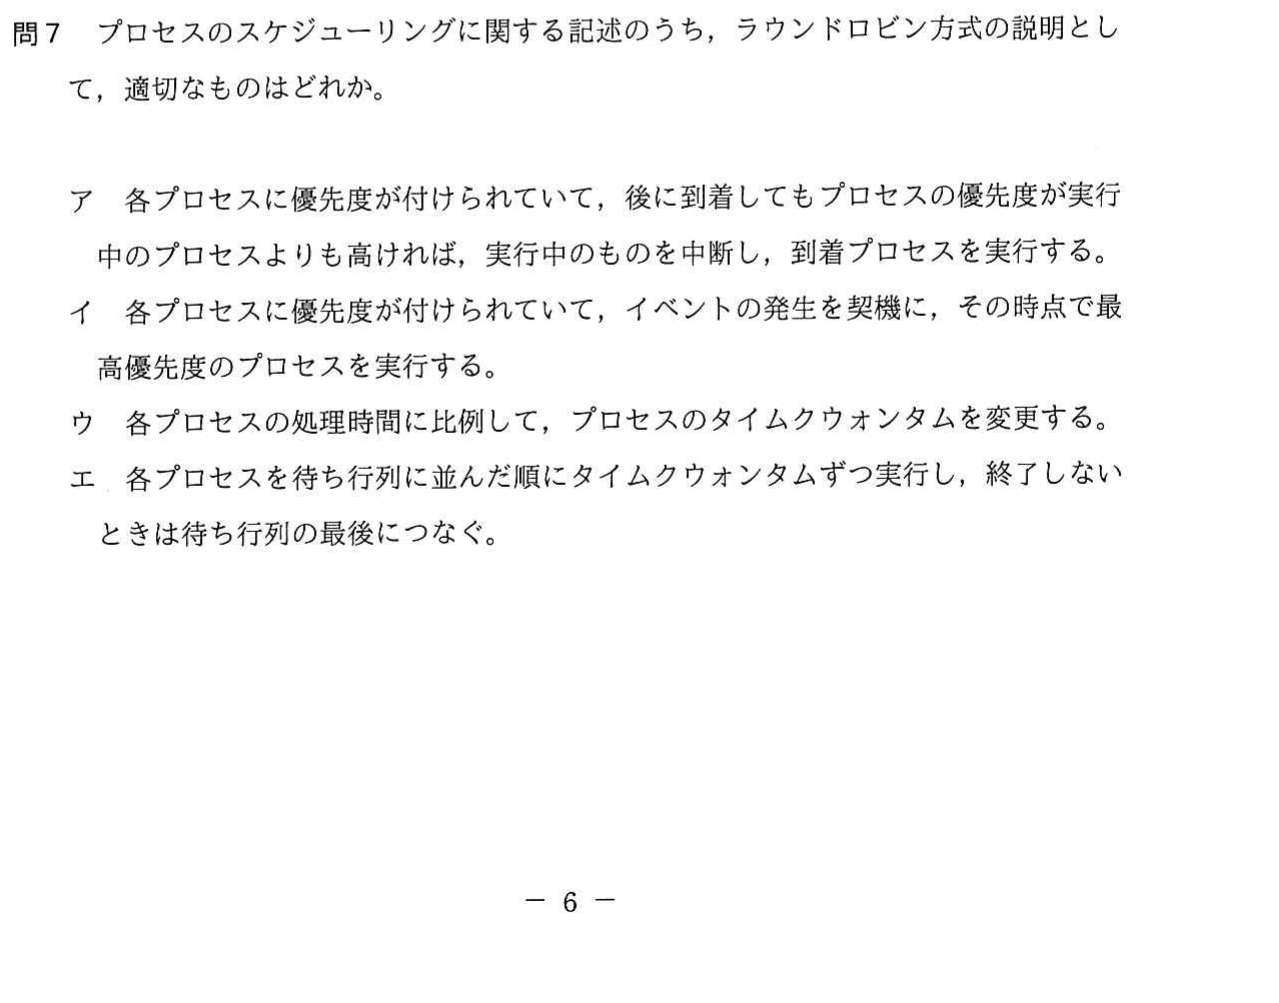 問7　プロセスのスケジューリングに関する記述のうち，ラウンドロビン方式の説明とし
て，適切なものはどれか。
ア　各プロセスに優先度が付けられていて，後に到着してもプロセスの優先度が実行
中のプロセスよりも高ければ，実行中のものを中断し，到着プロセスを実行する。
イ　各プロセスに優先度が付けられていて，イベントの発生を契機に，その時点で最
高優先度のプロセスを実行する。
ウ　各プロセスの処理時間に比例して，プロセスのタイムクウォンタムを変更する。
エ　各プロセスを待ち行列に並んだ順にタイムクウォンタムずつ実行し，終了しない
ときは待ち行列の最後につなぐ。
－ 6 －